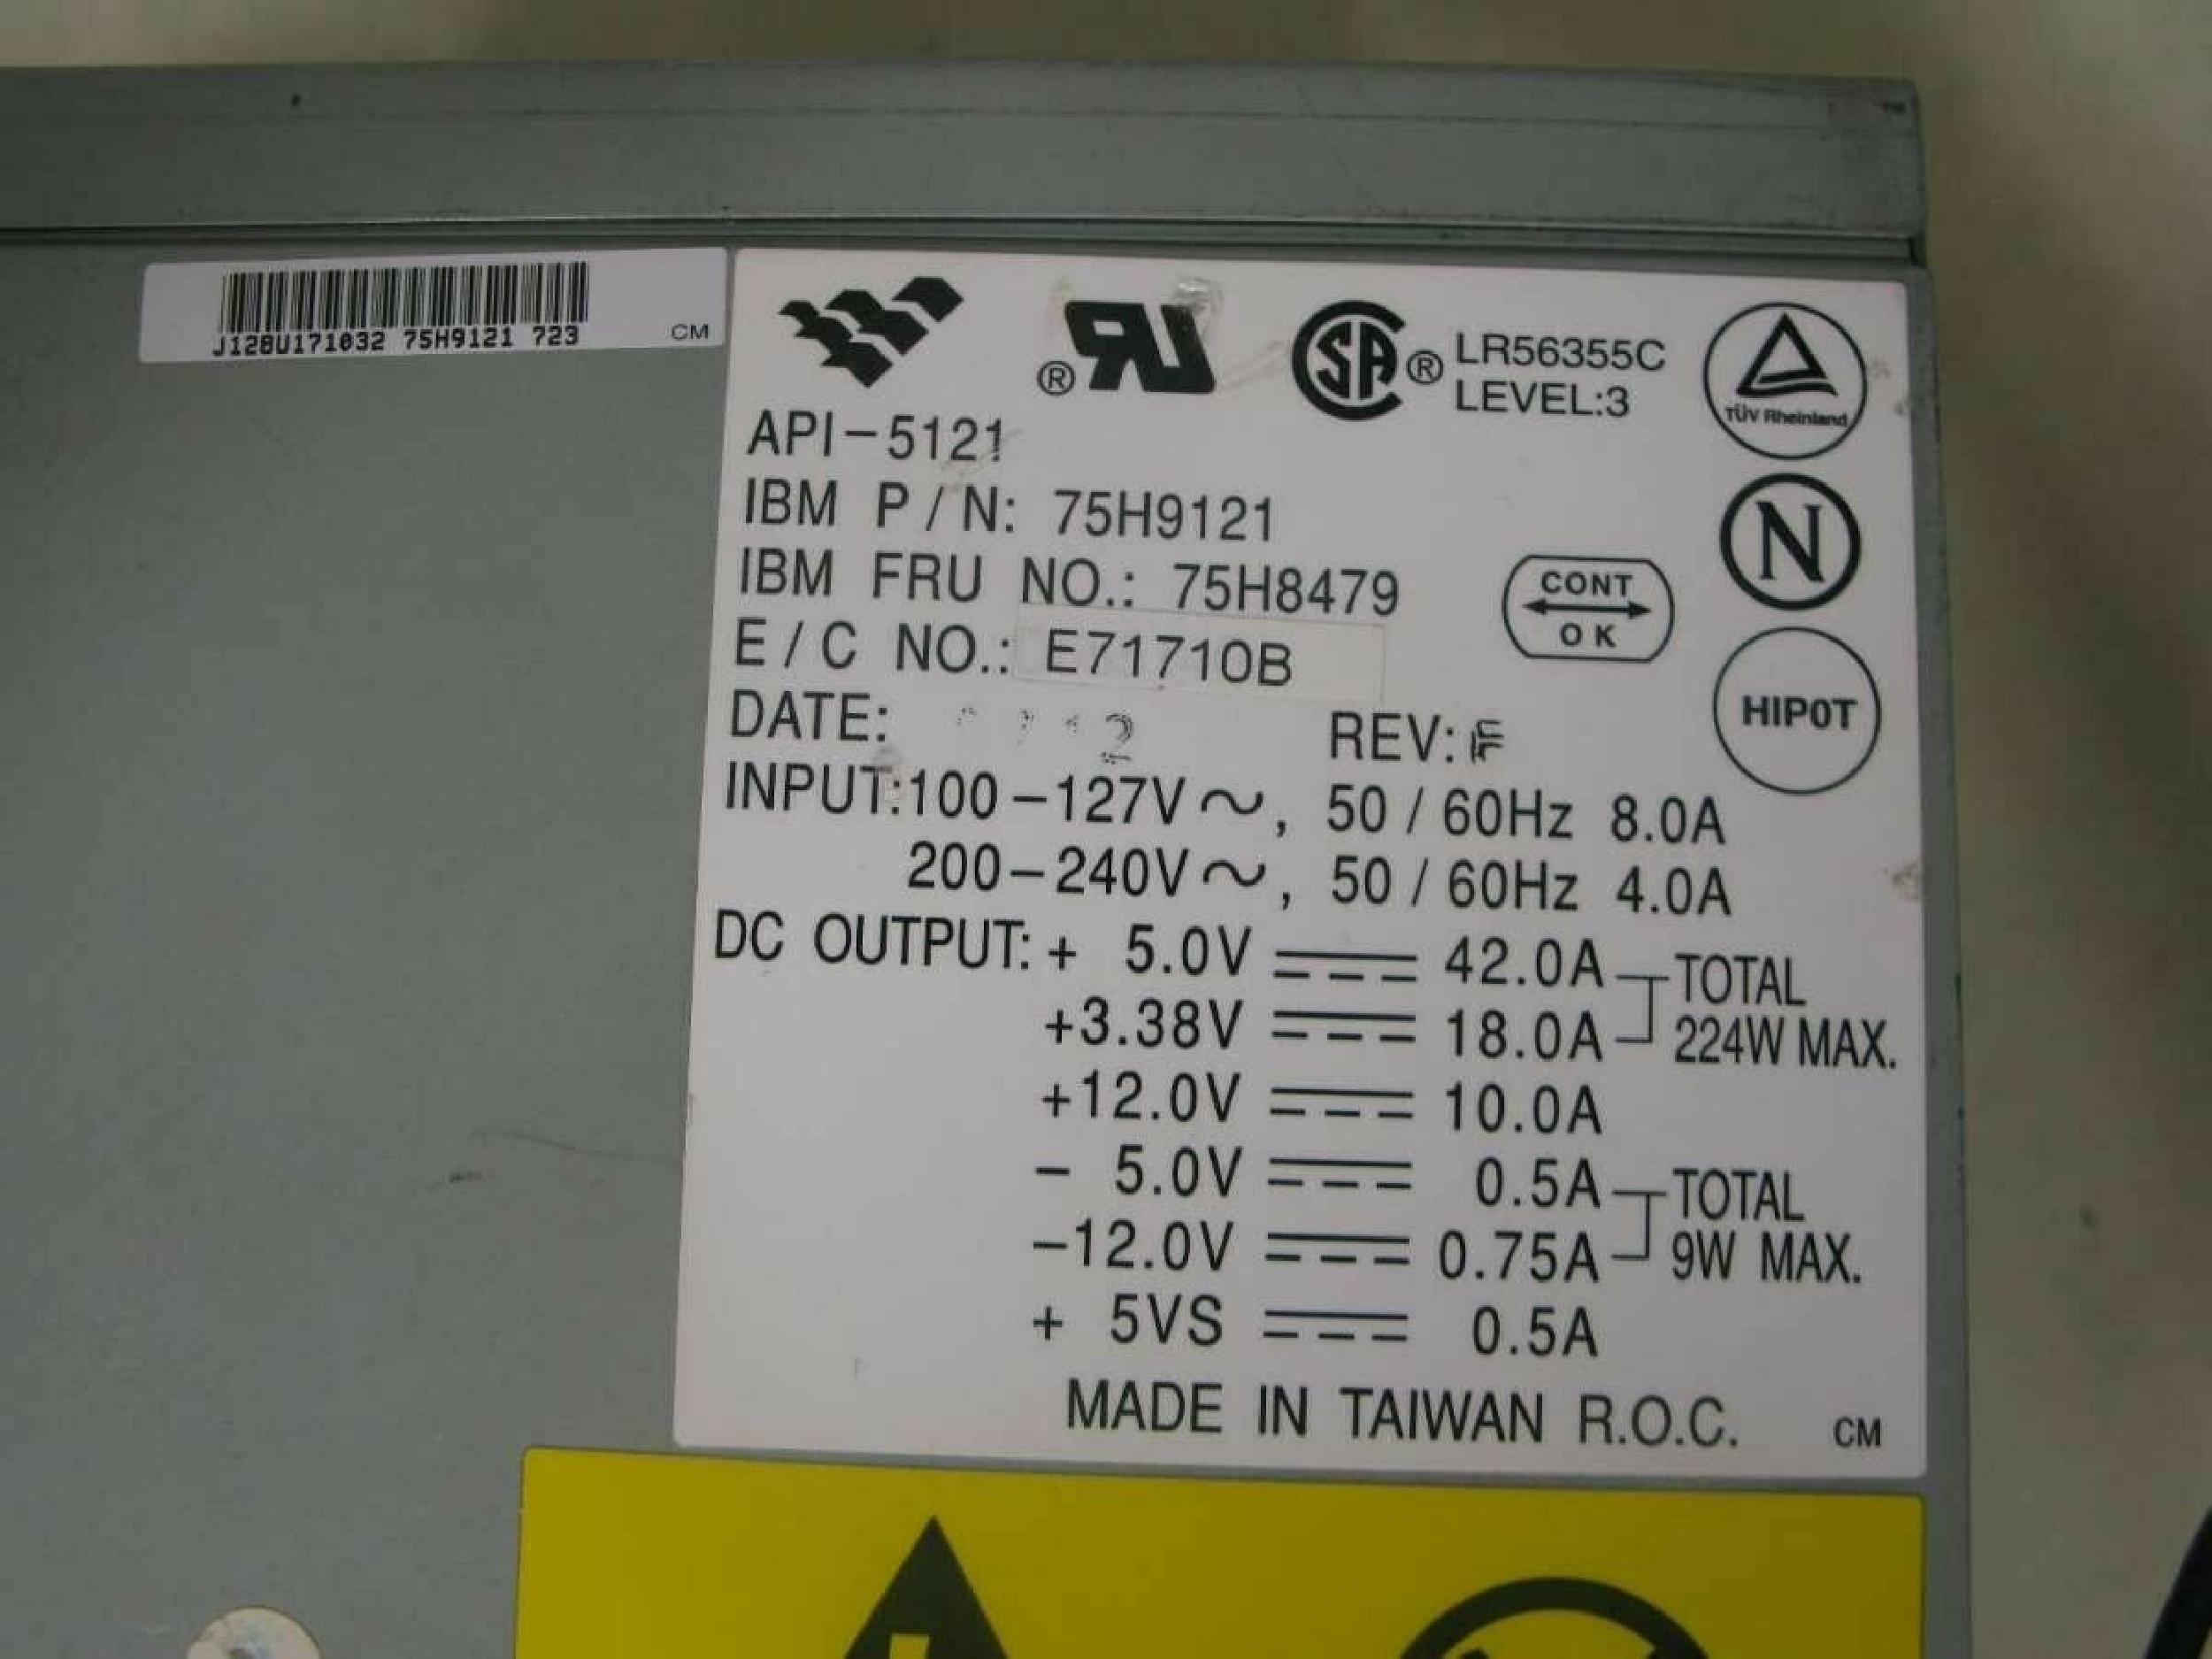 J128U171032 75H9121 723
CM
LR56355C
LEVEL:3
TÜV Rheinland
API-5121
IBM P/N: 75H9121
IBM FRU NO.: 75H8479
E/C NO.: E71710B
DATE:
REV: F
N
CONT
OK
HIPOT
INPUT:100-127V~, 50/60Hz 8.0A
200-240V~, 50/60Hz 4.0A
DC OUTPUT: + 5.0V 42.0A TOTAL
+3.38V 18.0A 224W MAX.
+12.0V 10.0A
- 5.0V 0.5A TOTAL
-12.0V 0.75A 9W MAX.
+ 5VS 0.5A
MADE IN TAIWAN R.O.C. CM